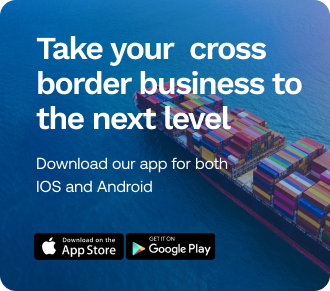 Take your  cross
border business to
the next level
Download our app for both
IOS and Android
Download on the
App Store
GET IT ON
Google Play